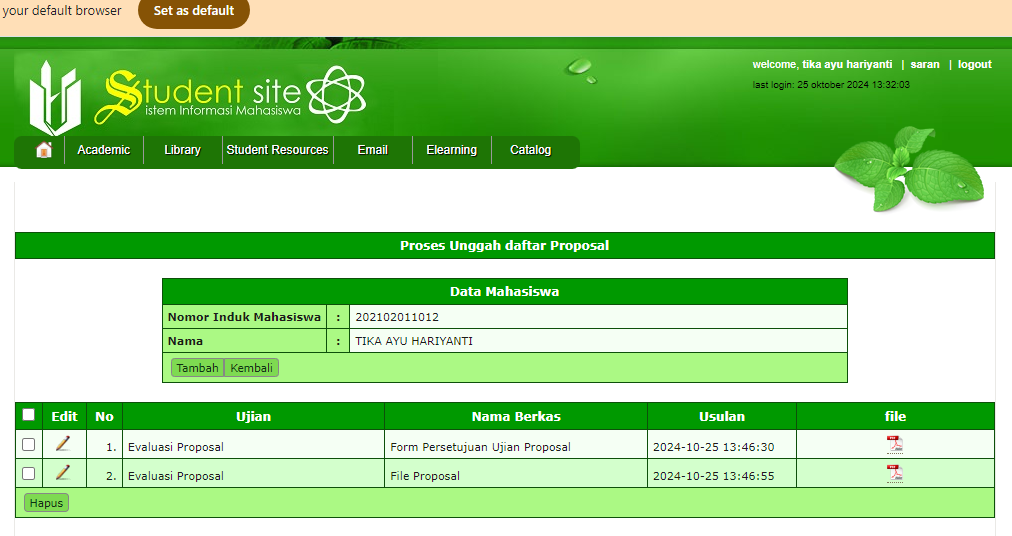 your default browser Set as default
welcome, tika ayu hariyanti | saran | logout
last login: 25 oktober 2024 13:32:03
Student site
istem Informasi Mahasiswa
Academic Library Student Resources Email Elearning Catalog
Proses Unggah daftar Proposal
Data Mahasiswa
Nomor Induk Mahasiswa : 202102011012
Nama : TIKA AYU HARIYANTI
Tambah Kembali
Edit No Ujian Nama Berkas Usulan file
1. Evaluasi Proposal Form Persetujuan Ujian Proposal 2024-10-25 13:46:30
2. Evaluasi Proposal File Proposal 2024-10-25 13:46:55
Hapus